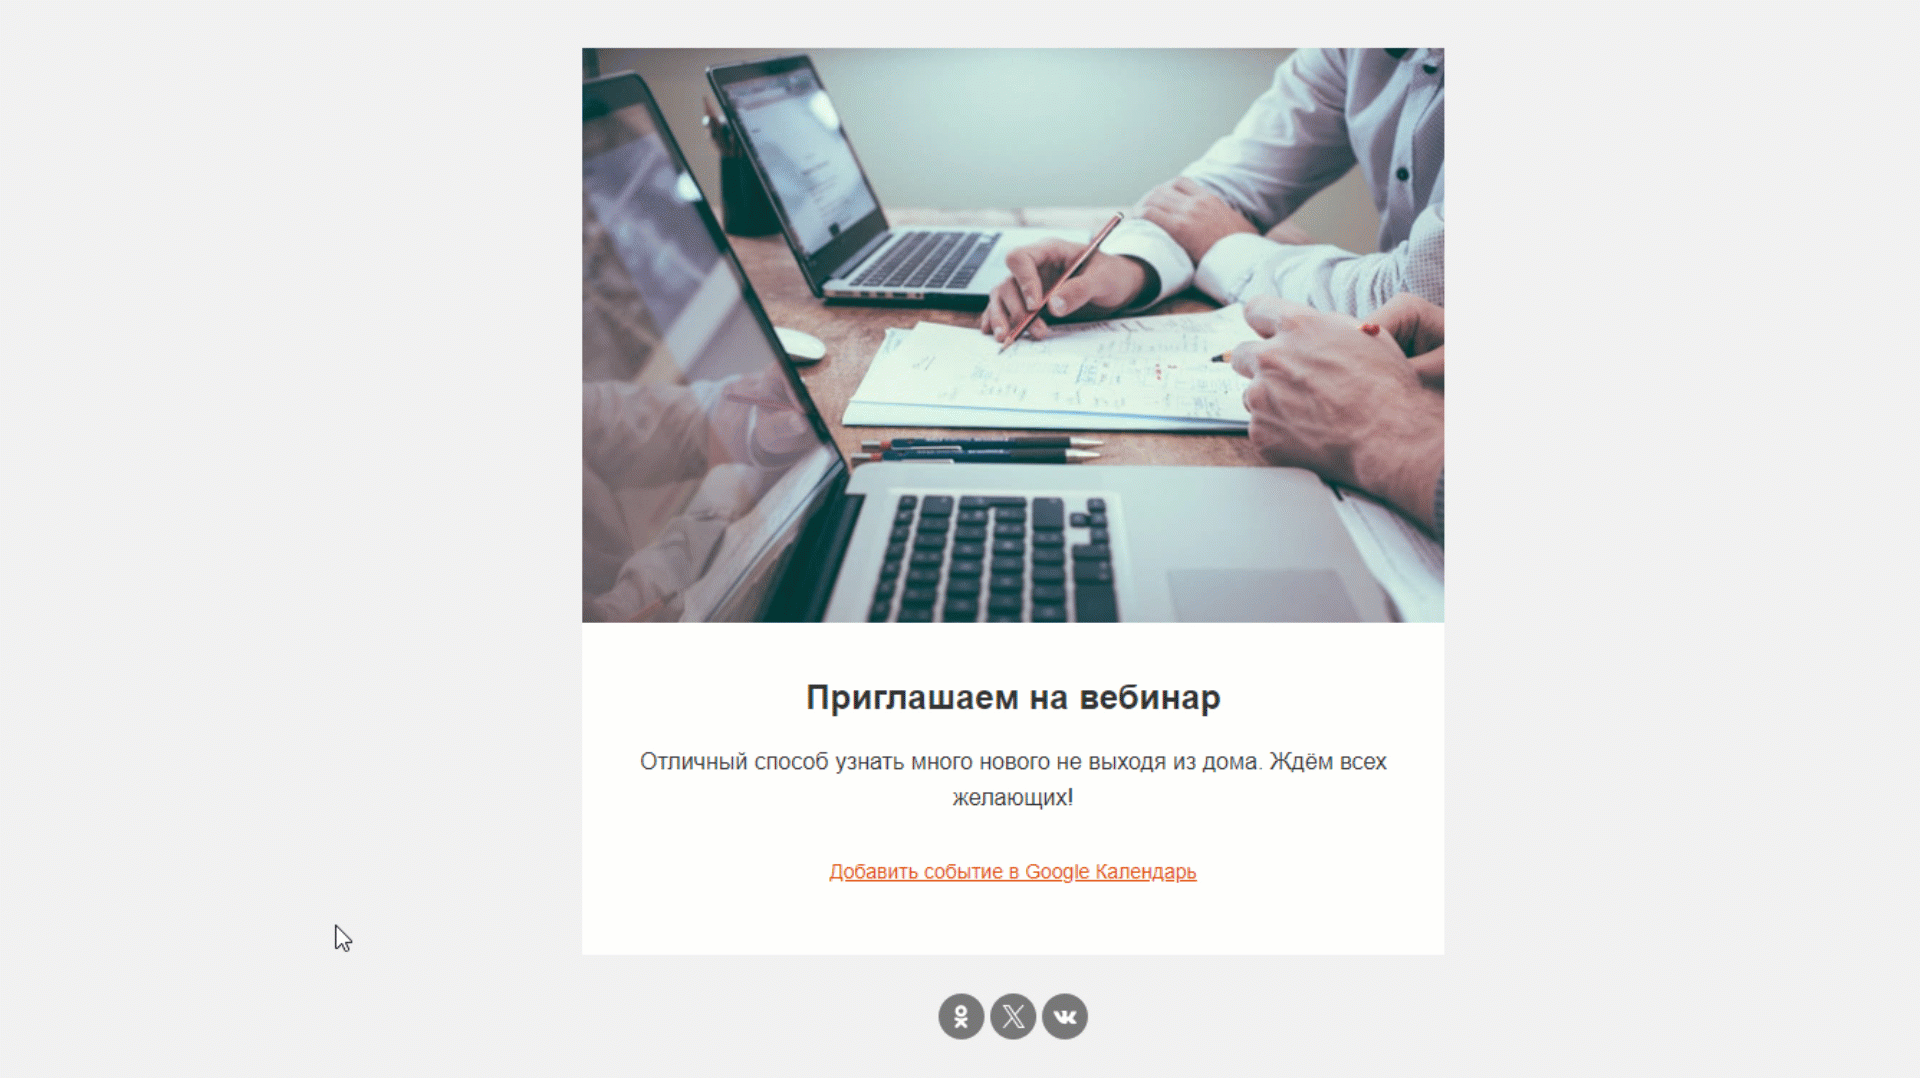 Приглашаем на вебинар
Отличный способ узнать много нового не выходя из дома. Ждём всех
желающих!
Добавить событие в Google Календарь